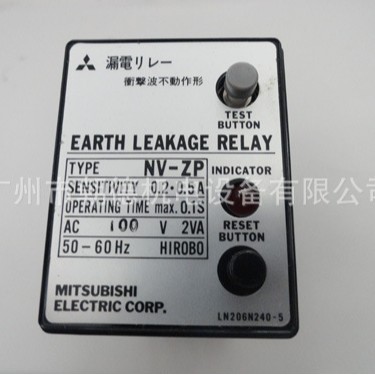 漏電リレー
衝撃波不動作形
TEST
BUTTON
EARTH LEAKAGE RELAY
TYPE NV-ZP
SENSITIVITY 0.2・0.5A
OPERATING TIME max. 0.1S
AC 100 V 2VA
50-60Hz HIROBO
INDICATOR
RESET
BUTTON
MITSUBISHI
ELECTRIC CORP.
LN206N240-5